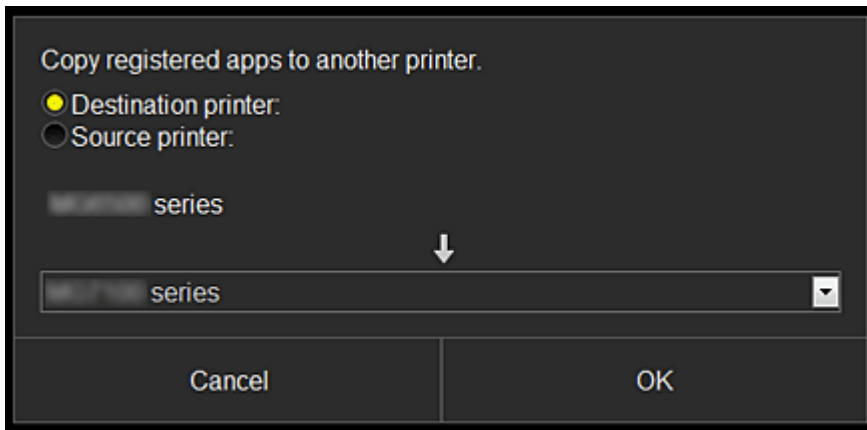 Copy registered apps to another printer.
Destination printer:
Source printer:
series
series
Cancel
OK